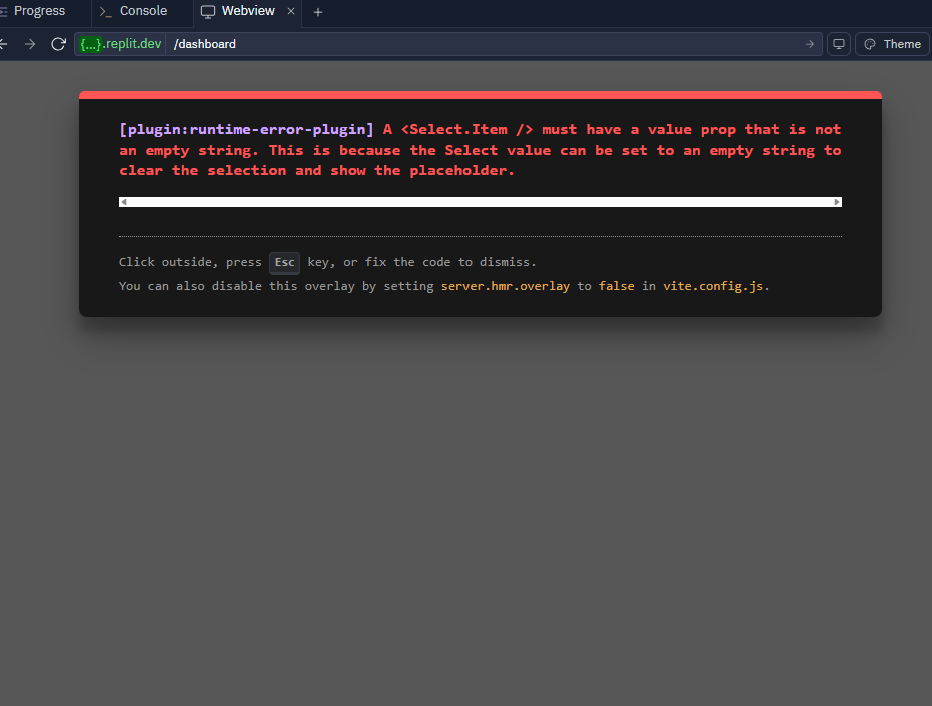 Progress
>_ Console
Webview
{...}.replit.dev /dashboard
Theme
[plugin:runtime-error-plugin] A <Select.Item /> must have a value prop that is not
an empty string. This is because the Select value can be set to an empty string to
clear the selection and show the placeholder.
Click outside, press Esc key, or fix the code to dismiss.
You can also disable this overlay by setting server.hmr.overlay to false in vite.config.js.